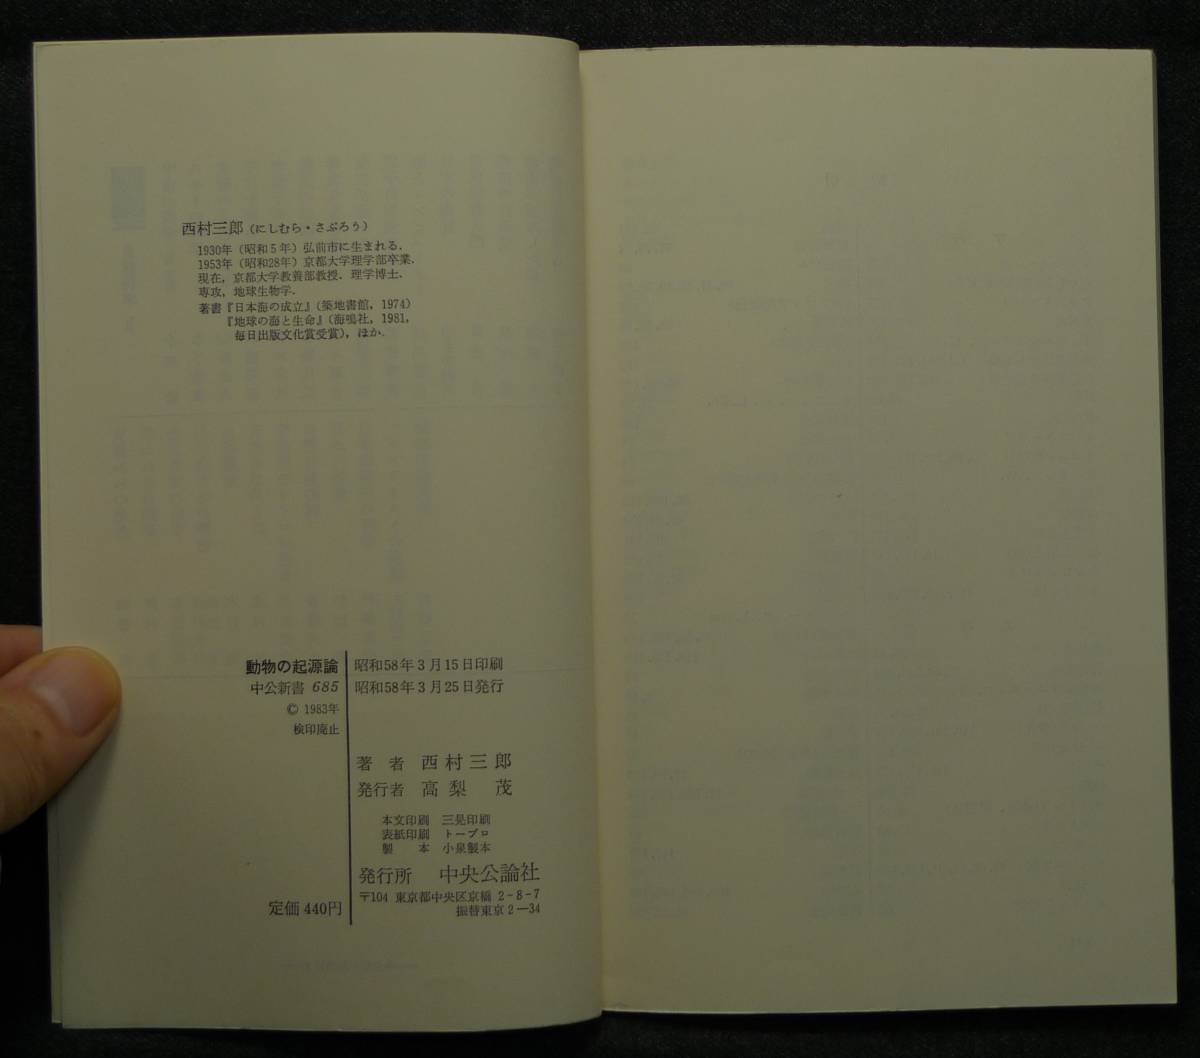 西村三郎(にしむら・さぶろう)
1930年(昭和5年)弘前市に生まれる.
1953年(昭和28年)京都大学理学部卒業.
現在,京都大学教養部教授.理学博士.
専攻,地球生物学.
著書『日本海の成立』(築地書館,1974)
『地球の海と生命』(海鳴社,1981,
毎日出版文化賞受賞),ほか.
動物の起源論
中公新書 685
© 1983年
検印廃止
定価 440円
昭和58年3月15日印刷
昭和58年3月25日発行
著者 西村三郎
発行者 高梨 茂
本文印刷 三晃印刷
表紙印刷 トープロ
製本 小泉製本
発行所 中央公論社
〒104 東京都中央区京橋 2-8-7
振替東京 2—34